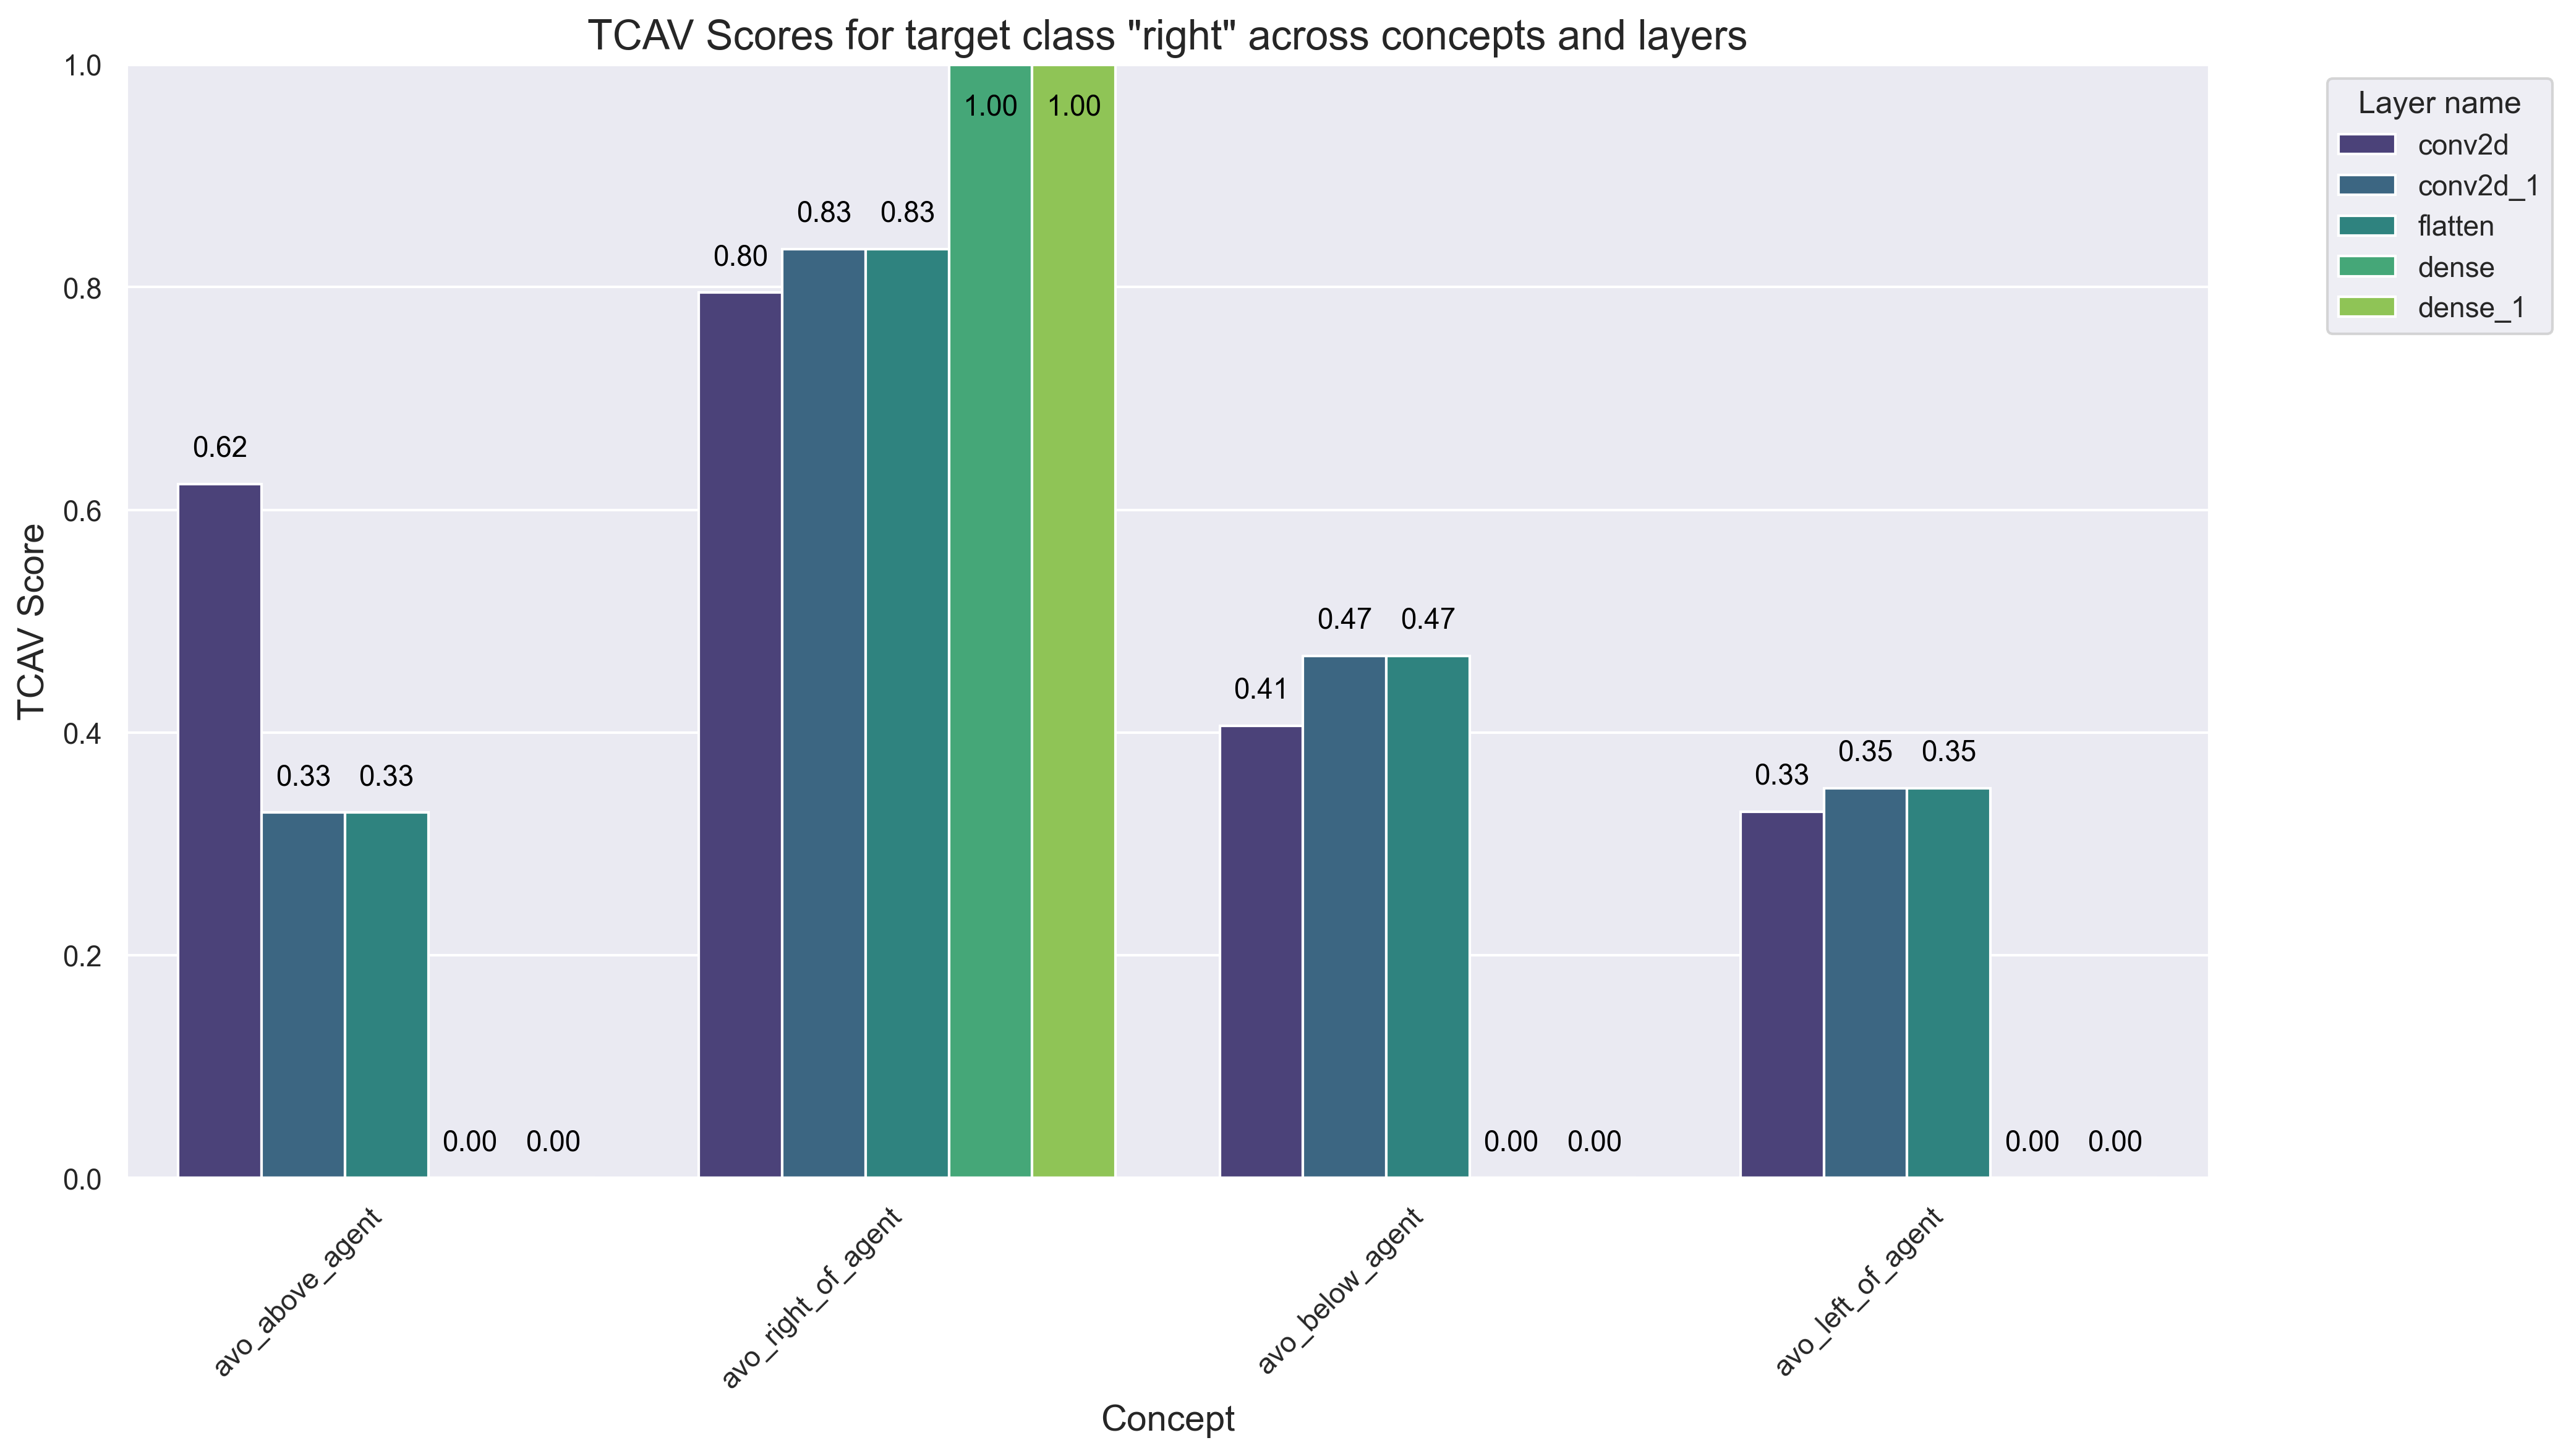 TCAV Scores for target class "right" across concepts and layers
TCAV Score
1.0
0.8
0.6
0.4
0.2
0.0
0.62
0.33
0.33
0.00
0.00
0.80
0.83
0.83
1.00
1.00
0.41
0.47
0.47
0.00
0.00
0.33
0.35
0.35
0.00
0.00
avo_above_agent
avo_right_of_agent
avo_below_agent
avo_left_of_agent
Concept
Layer name
conv2d
conv2d_1
flatten
dense
dense_1